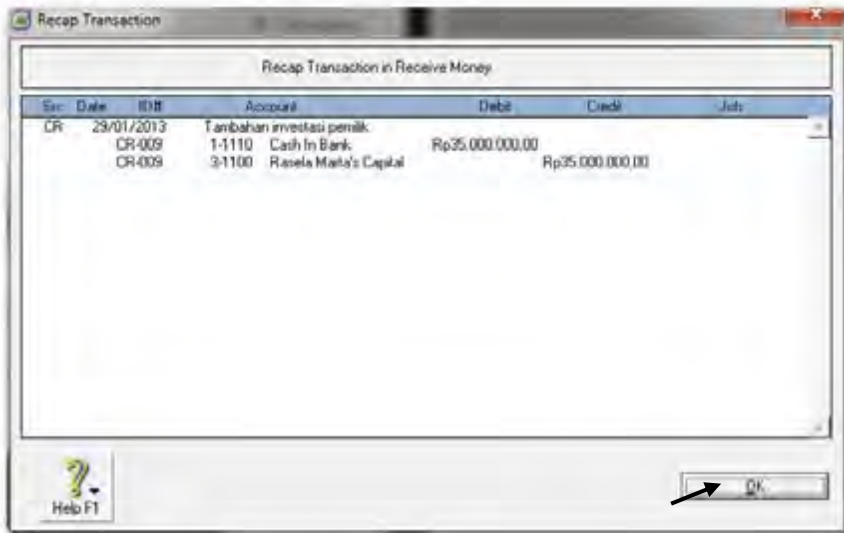 Recap Transaction
Recap Transaction in Receive Money
Src Date ID# Account Debit Credit Job
CR 29/01/2013 Tambahan investasi pemilik
CR-009 1-1110 Cash In Bank Rp35.000.000,00
CR-009 3-1100 Rasela Marta's Capital Rp35.000.000,00
Help F1
OK